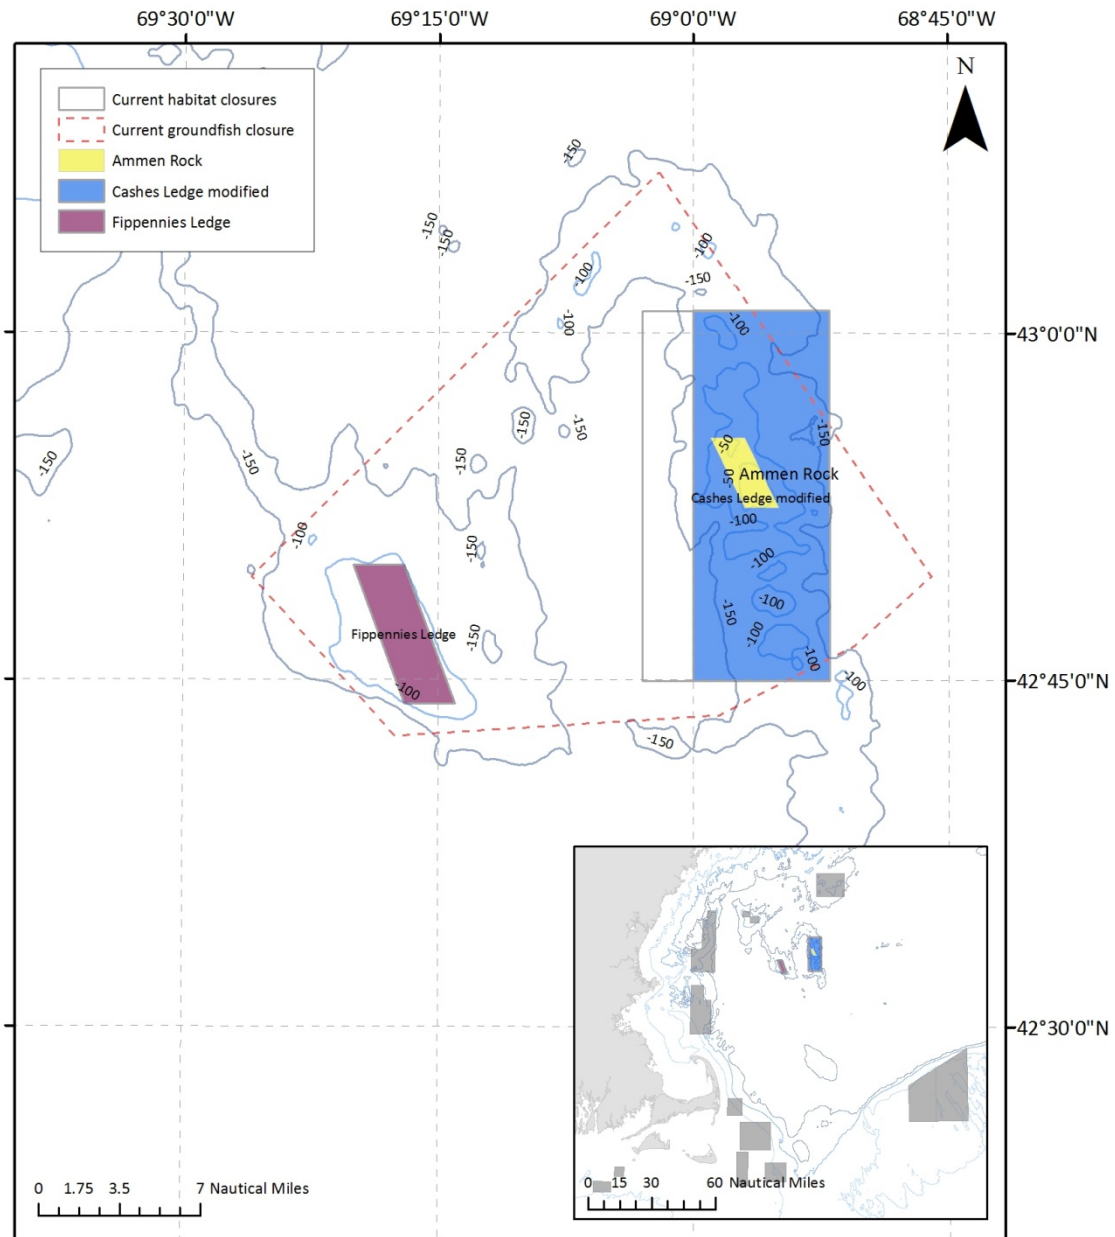 69°30'0"W 69°15'0"W 69°0'0"W 68°45'0"W
N
Current habitat closures
Current groundfish closure
Ammen Rock
Cashes Ledge modified
Fippennies Ledge
-150
-150
-150
-100
-100
-150
-100
-100
43°0'0"N
-150
-150
-150
-50
-150
-150
-150
-50
Ammen Rock
Cashes Ledge modified
-100
-100
-150
-100
-100
-150
-100
-150
Fippennies Ledge
-100
-100
-100
42°45'0"N
-150
42°30'0"N
0 1.75 3.5 7 Nautical Miles
0 15 30 60 Nautical Miles